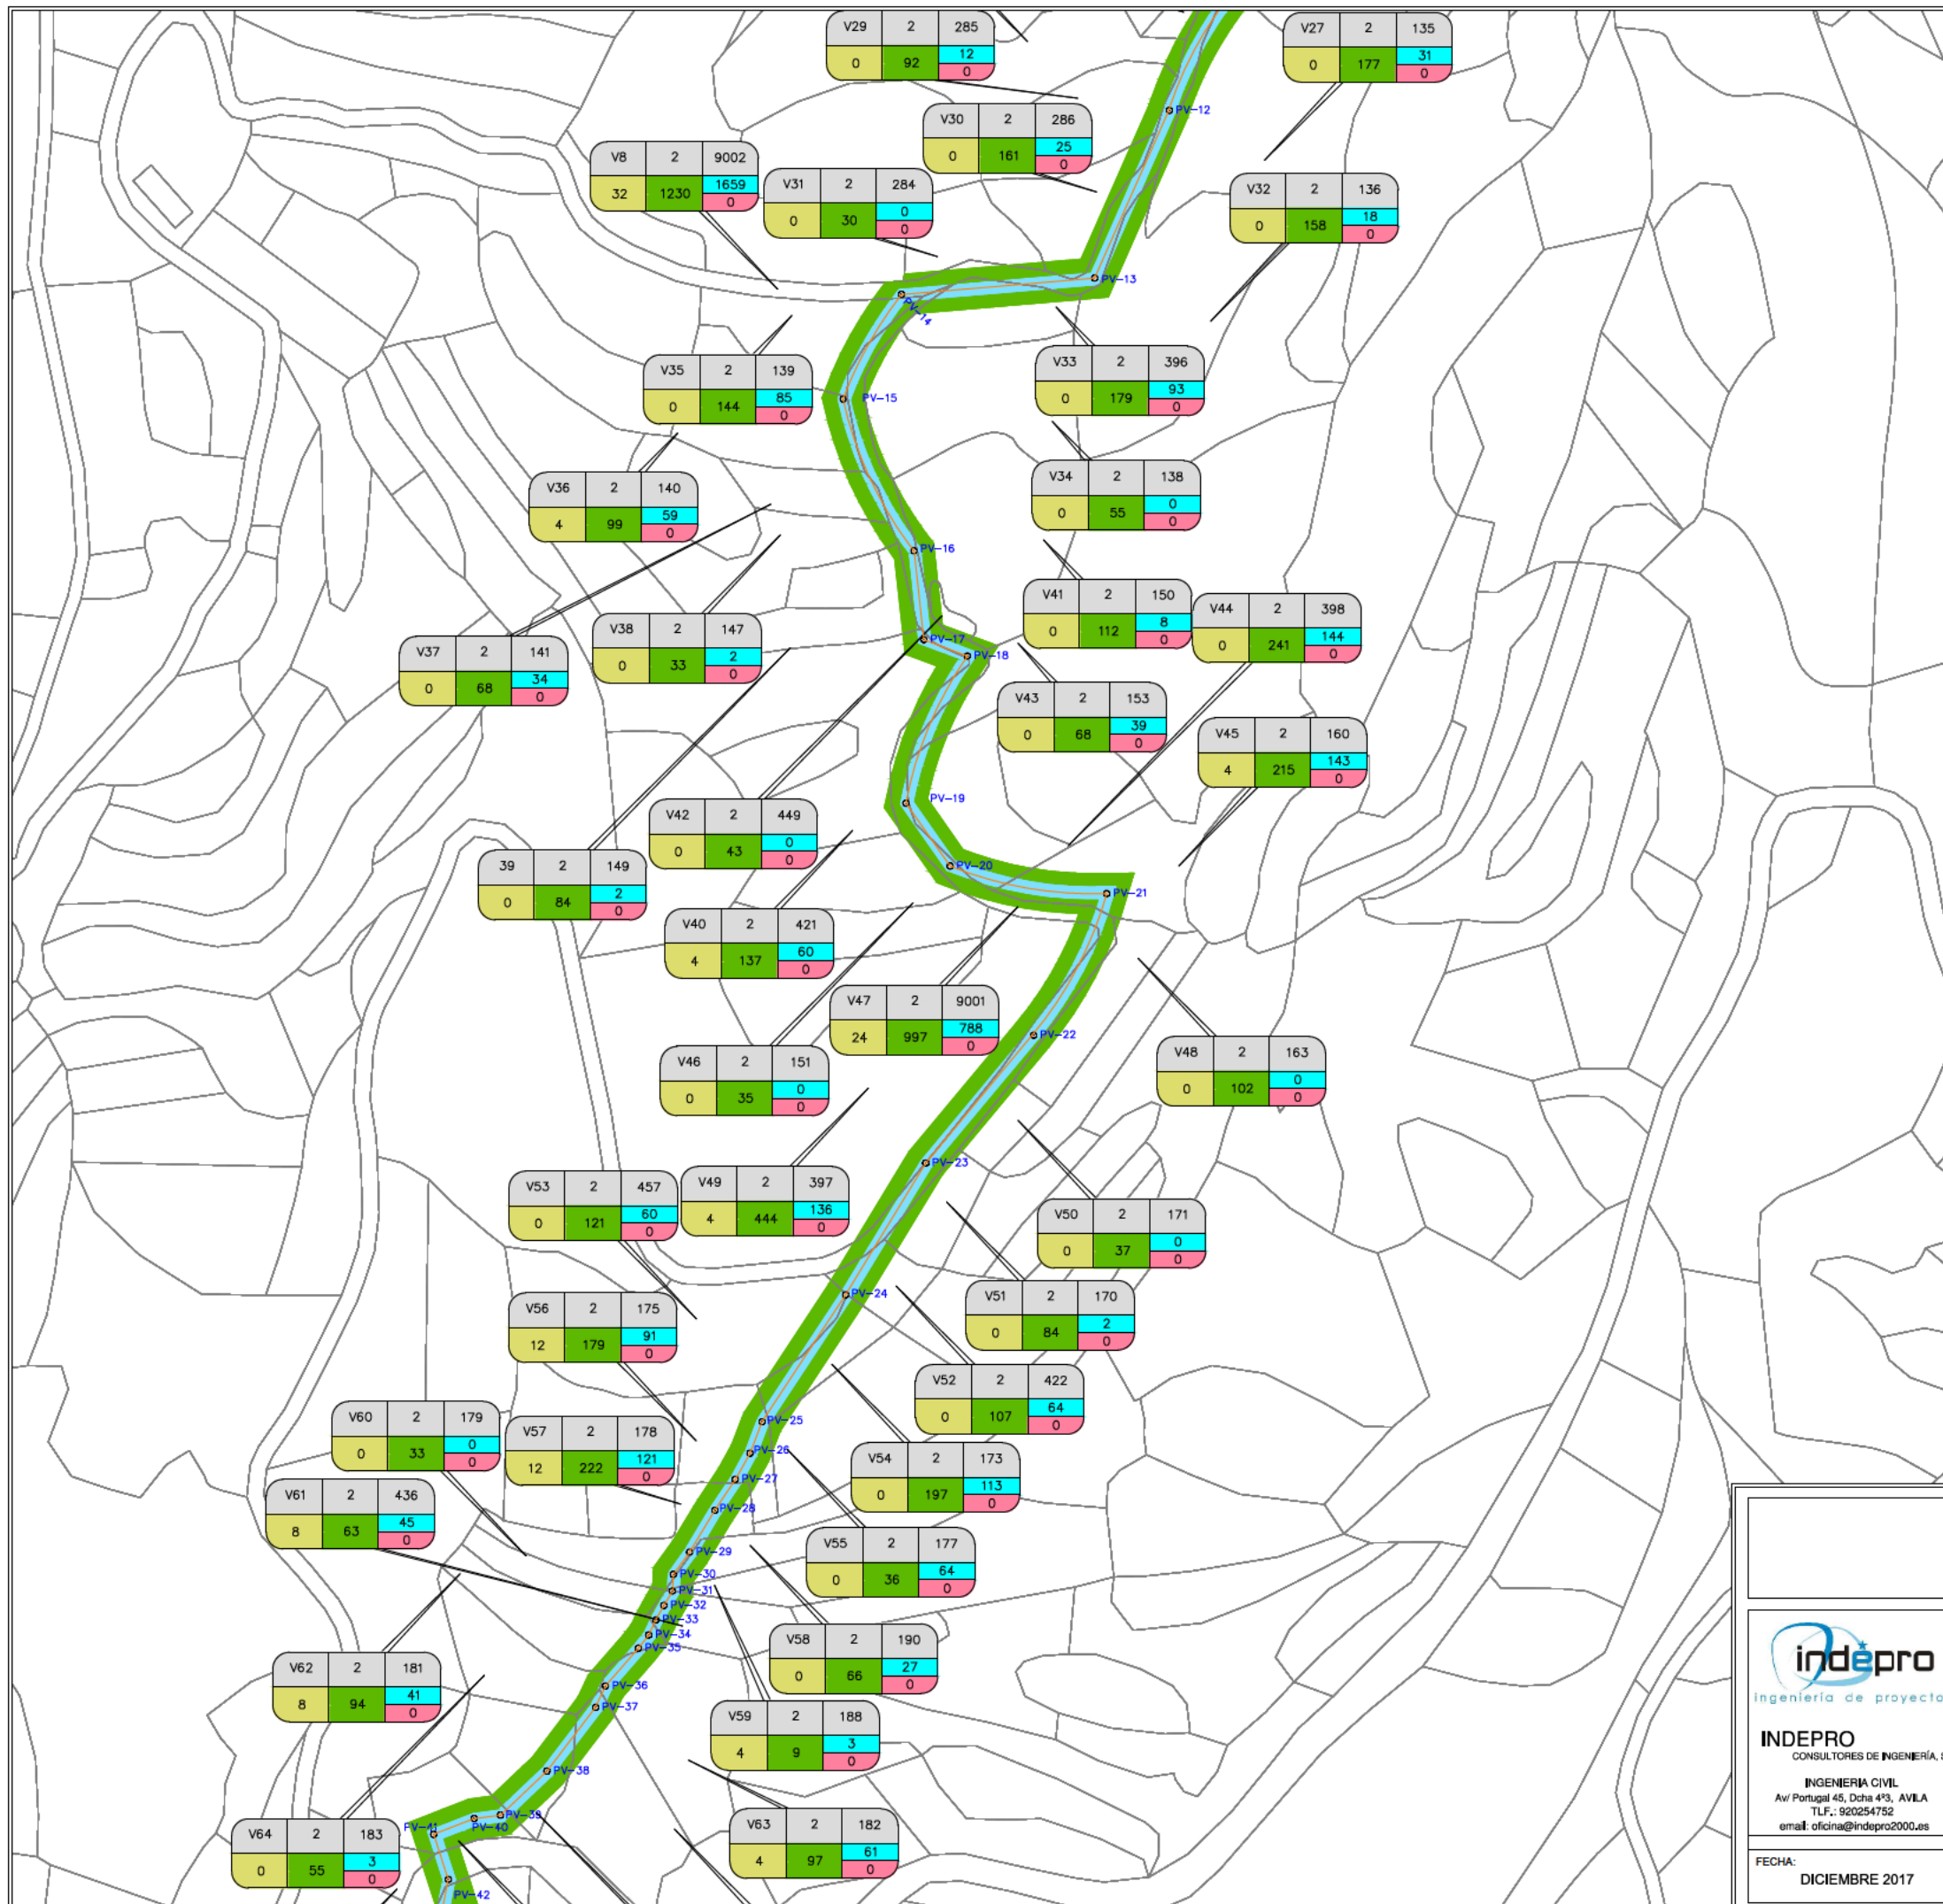 V29 2 285
0 92 12
0
V27 2 135
0 177 31
0
PV-12
V30 2 286
0 161 25
0
V8 2 9002
32 1230 1659
0
V31 2 284
0 30 0
0
V32 2 136
0 158 18
0
PV-13
PV-14
V35 2 139
0 144 85
0
V33 2 396
0 179 93
0
PV-15
V36 2 140
4 99 59
0
V34 2 138
0 55 0
0
PV-16
V41 2 150
0 112 8
0
V44 2 398
0 241 144
0
V38 2 147
0 33 2
0
V37 2 141
0 68 34
0
PV-17
PV-18
V43 2 153
0 68 39
0
V45 2 160
4 215 143
0
PV-19
V42 2 449
0 43 0
0
39 2 149
0 84 2
0
PV-20
PV-21
V40 2 421
4 137 60
0
V47 2 9001
24 997 788
0
PV-22
V46 2 151
0 35 0
0
V48 2 163
0 102 0
0
PV-23
V53 2 457
0 121 60
0
V49 2 397
4 444 136
0
V50 2 171
0 37 0
0
PV-24
V56 2 175
12 179 91
0
V51 2 170
0 84 2
0
V52 2 422
0 107 64
0
V60 2 179
0 33 0
0
V57 2 178
12 222 121
0
PV-25
PV-26
PV-27
V54 2 173
0 197 113
0
V61 2 436
8 63 45
0
PV-28
V55 2 177
0 36 64
0
PV-29
PV-30
PV-31
PV-32
PV-33
PV-34
PV-35
V58 2 190
0 66 27
0
V62 2 181
8 94 41
0
PV-36
PV-37
V59 2 188
4 9 3
0
PV-38
PV-39
PV-40
PV-41
V64 2 183
0 55 3
0
V63 2 182
4 97 61
0
PV-42
indepro
ingeniería de proyecto
INDEPRO
CONSULTORES DE INGENIERÍA,
INGENIERIA CIVIL
Av/ Portugal 45, Dcha 4º3, AVILA
TLF.: 920254752
email: oficina@indepro2000.es
FECHA:
DICIEMBRE 2017